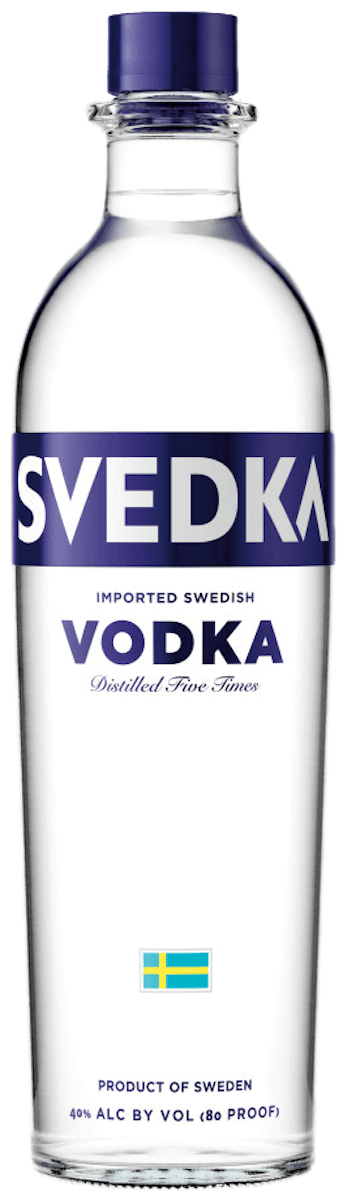 SVEDKA
IMPORTED SWEDISH
VODKA
Distilled Five Times
PRODUCT OF SWEDEN
40% ALC BY VOL (80 PROOF)